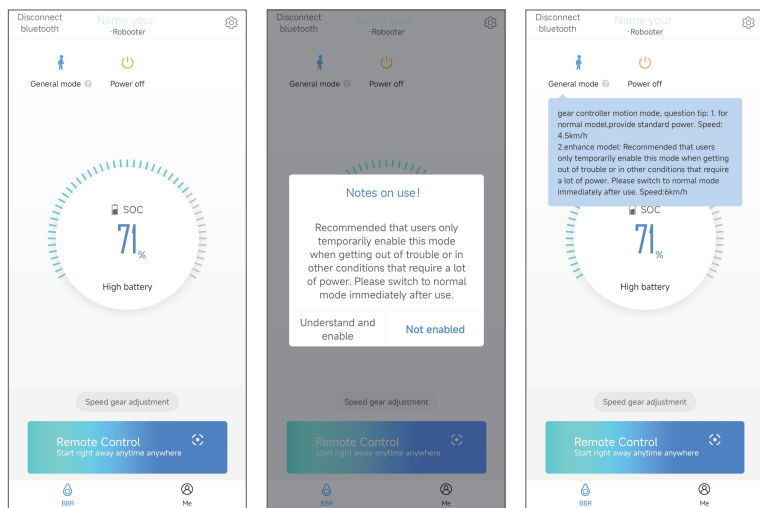 Disconnect
bluetooth
Name your
-Robooter
General mode
Power off
SOC
71%
High battery
Speed gear adjustment
Remote Control
Start right away anytime anywhere
BBR
Me
Disconnect
bluetooth
Name your
-Robooter
General mode
Power off
Notes on use!
Recommended that users only
temporarily enable this mode
when getting out of trouble or in
other conditions that require a lot
of power. Please switch to normal
mode immediately after use.
Understand and
enable
Not enabled
Speed gear adjustment
Remote Control
Start right away anytime anywhere
BBR
Me
Disconnect
bluetooth
Name your
-Robooter
General mode
Power off
gear controller motion mode, question tip: 1. for
normal model,provide standard power. Speed:
4.5km/h
2.enhance model: Recommended that users
only temporarily enable this mode when getting
out of trouble or in other conditions that require
a lot of power. Please switch to normal mode
immediately after use. Speed:6km/h
SOC
71%
High battery
Speed gear adjustment
Remote Control
Start right away anytime anywhere
BBR
Me